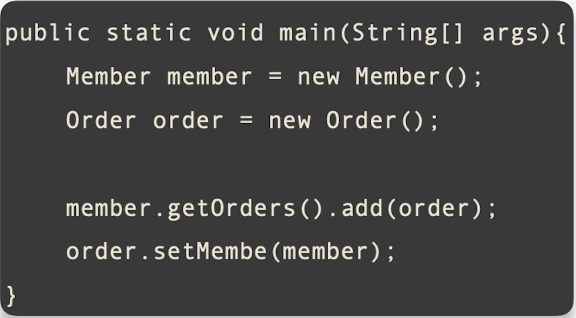 public static void main(String[] args){
    Member member = new Member();
    Order order = new Order();

    member.getOrders().add(order);
    order.setMembe(member);
}